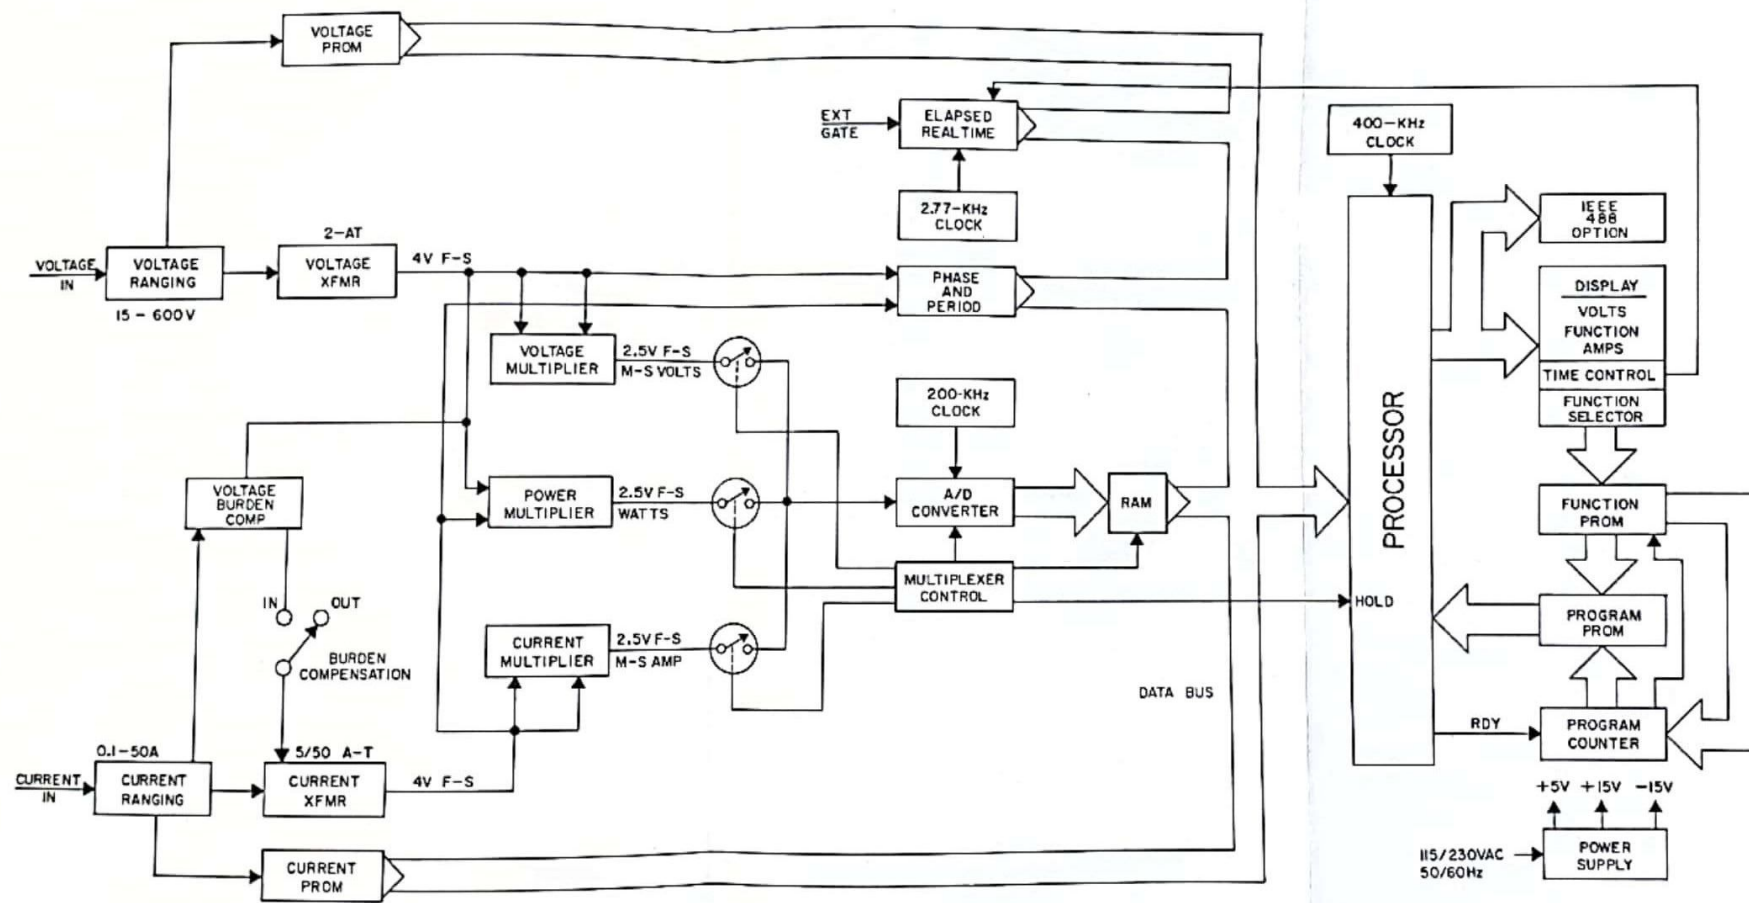 VOLTAGE
PROM
EXT
GATE
ELAPSED
REALTIME
400-KHz
CLOCK
2.77-KHz
CLOCK
IEEE
488
OPTION
VOLTAGE
IN
VOLTAGE
RANGING
15 - 600V
2-AT
VOLTAGE
XFMR
4V F-S
PHASE
AND
PERIOD
DISPLAY
VOLTS
FUNCTION
AMPS
TIME CONTROL
FUNCTION
SELECTOR
VOLTAGE
MULTIPLIER
2.5V F-S
M-S VOLTS
200-KHz
CLOCK
PROCESSOR
VOLTAGE
BURDEN
COMP
POWER
MULTIPLIER
2.5V F-S
WATTS
A/D
CONVERTER
RAM
FUNCTION
PROM
MULTIPLEXER
CONTROL
HOLD
IN
OUT
BURDEN
COMPENSATION
CURRENT
MULTIPLIER
2.5V F-S
M-S AMP
PROGRAM
PROM
DATA BUS
RDY
PROGRAM
COUNTER
0.1-50A
CURRENT
IN
CURRENT
RANGING
5/50 A-T
CURRENT
XFMR
4V F-S
+5V +15V -15V
115/230VAC
50/60Hz
POWER
SUPPLY
CURRENT
PROM